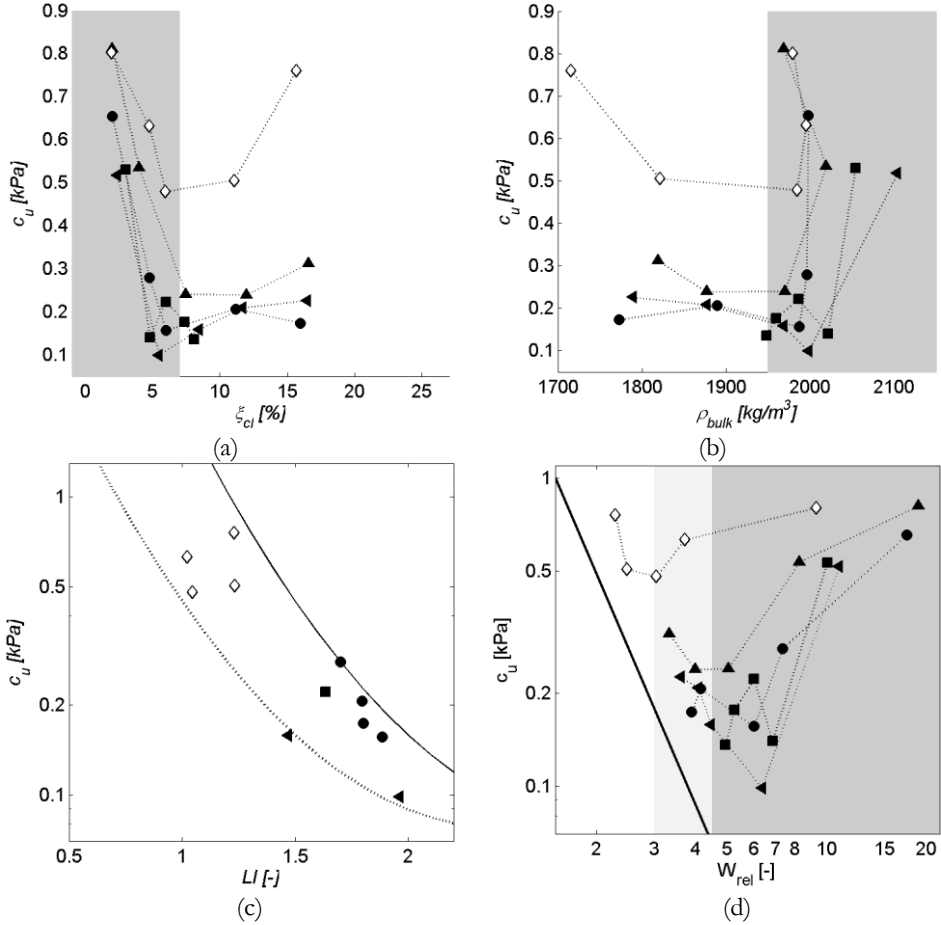 0.9
0.8
0.7
0.6
0.5
0.4
0.3
0.2
0.1
c_u [kPa]
0 5 10 15 20 25
ξ_cl [%]
(a)
0.9
0.8
0.7
0.6
0.5
0.4
0.3
0.2
0.1
c_u [kPa]
1700 1800 1900 2000 2100
ρ_bulk [kg/m³]
(b)
1
0.5
0.2
0.1
c_u [kPa]
0.5 1 1.5 2
LI [-]
(c)
1
0.5
0.2
0.1
c_u [kPa]
2 3 4 5 6 7 8 10 15 20
W_rel [-]
(d)